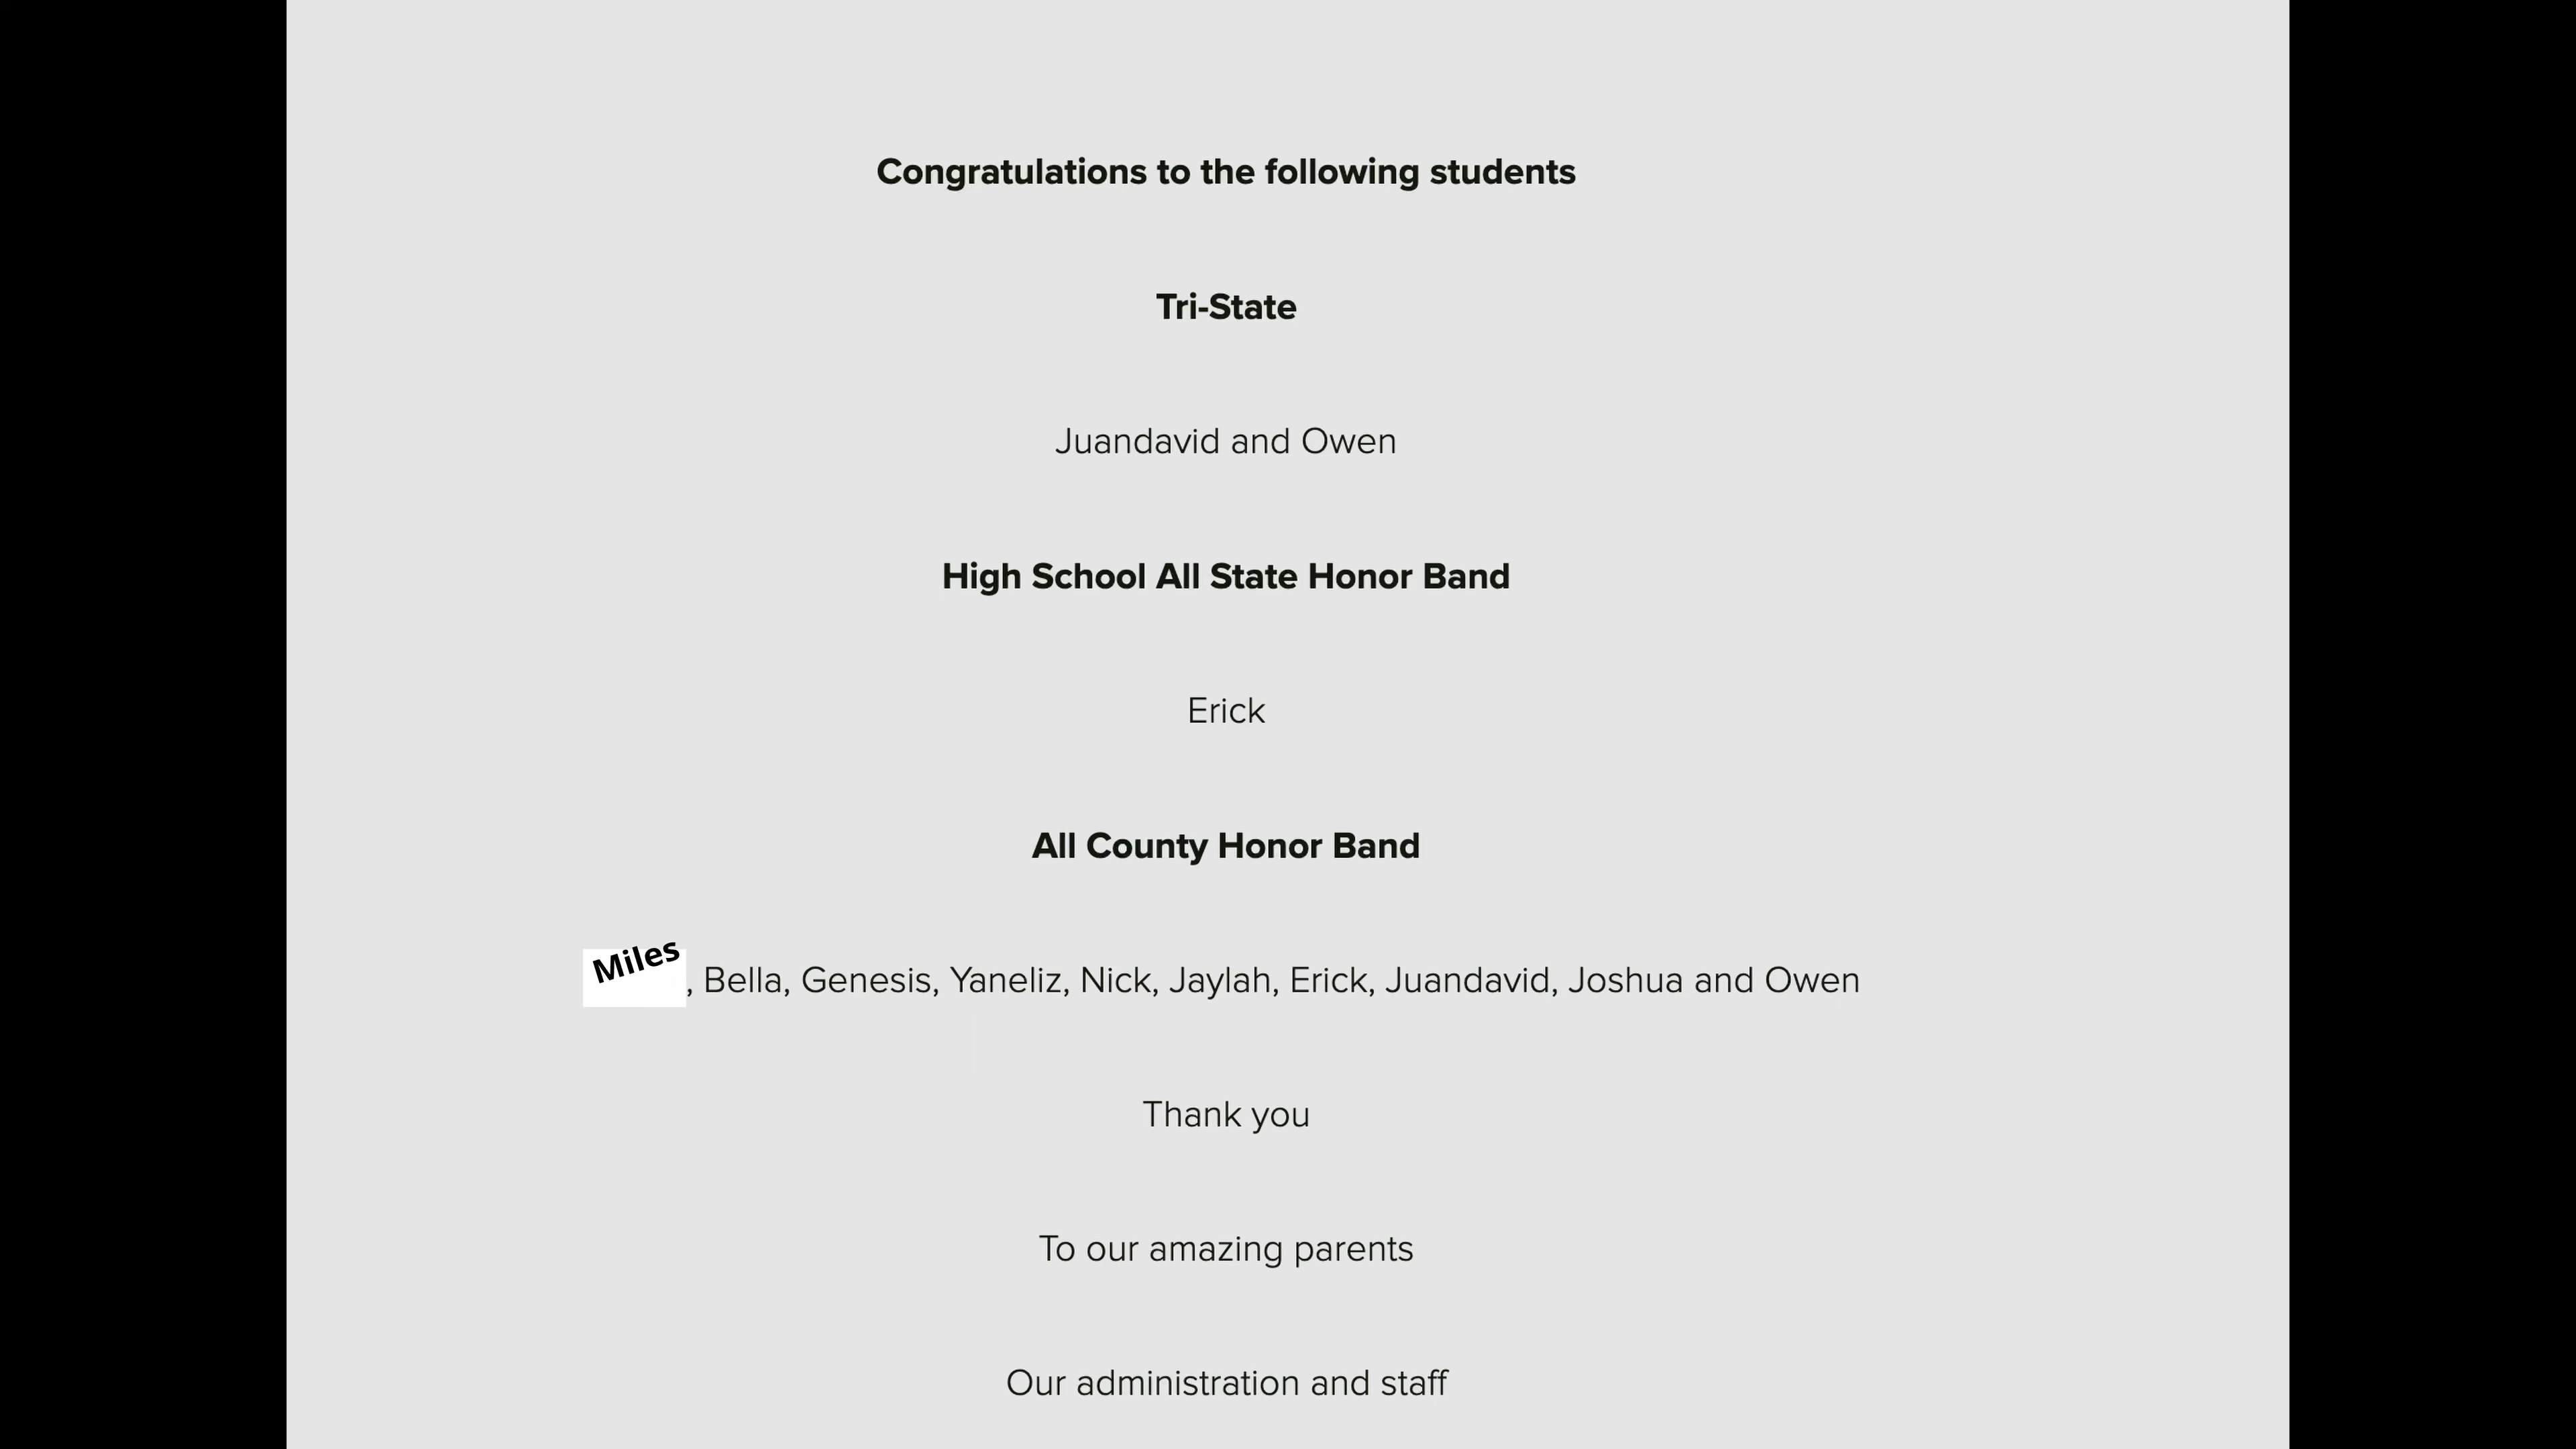 Congratulations to the following students
Tri-State
Juandavid and Owen
High School All State Honor Band
Erick
All County Honor Band
Miles, Bella, Genesis, Yaneliz, Nick, Jaylah, Erick, Juandavid, Joshua and Owen
Thank you
To our amazing parents
Our administration and staff